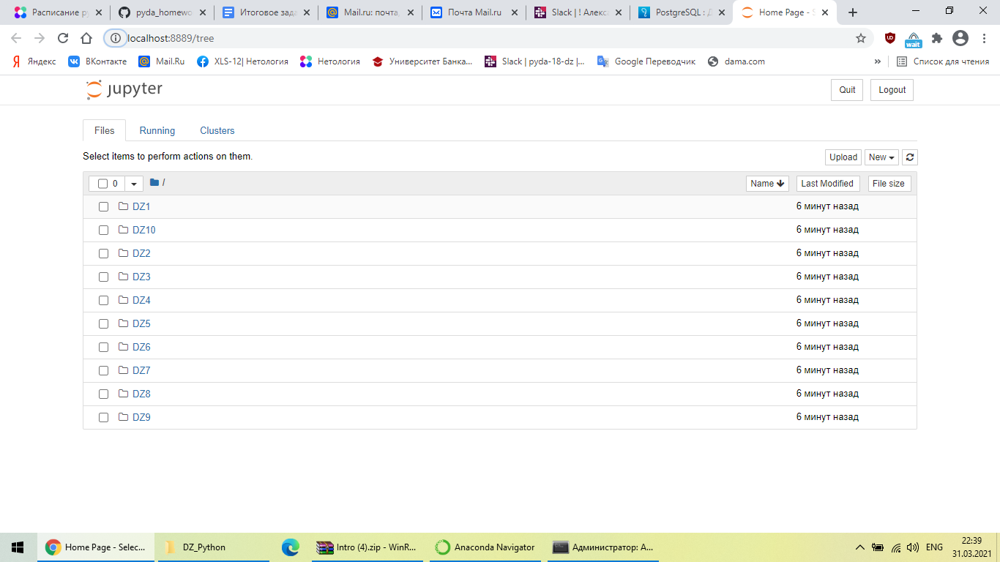 Расписание ру
pyda_homewo
Итоговое зада
Mail.ru: почта,
Почта Mail.ru
Slack | ! Алекса
PostgreSQL : Д
Home Page - S
localhost:8889/tree
wait
Яндекс
ВКонтакте
Mail.Ru
XLS-12| Нетология
Нетология
Университет Банка...
Slack | pyda-18-dz |...
Google Переводчик
dama.com
»
Список для чтения
jupyter
Quit
Logout
Files
Running
Clusters
Select items to perform actions on them.
Upload
New
0
/
Name
Last Modified
File size
DZ1 6 минут назад
DZ10 6 минут назад
DZ2 6 минут назад
DZ3 6 минут назад
DZ4 6 минут назад
DZ5 6 минут назад
DZ6 6 минут назад
DZ7 6 минут назад
DZ8 6 минут назад
DZ9 6 минут назад
Home Page - Selec...
DZ_Python
Intro (4).zip - WinR...
Anaconda Navigator
Администратор: A...
ENG
22:39
31.03.2021